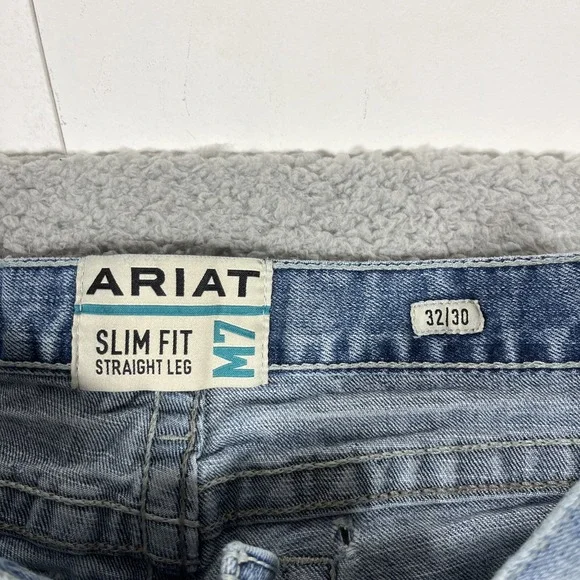 ARIAT
SLIM FIT
STRAIGHT LEG
M7
32/30